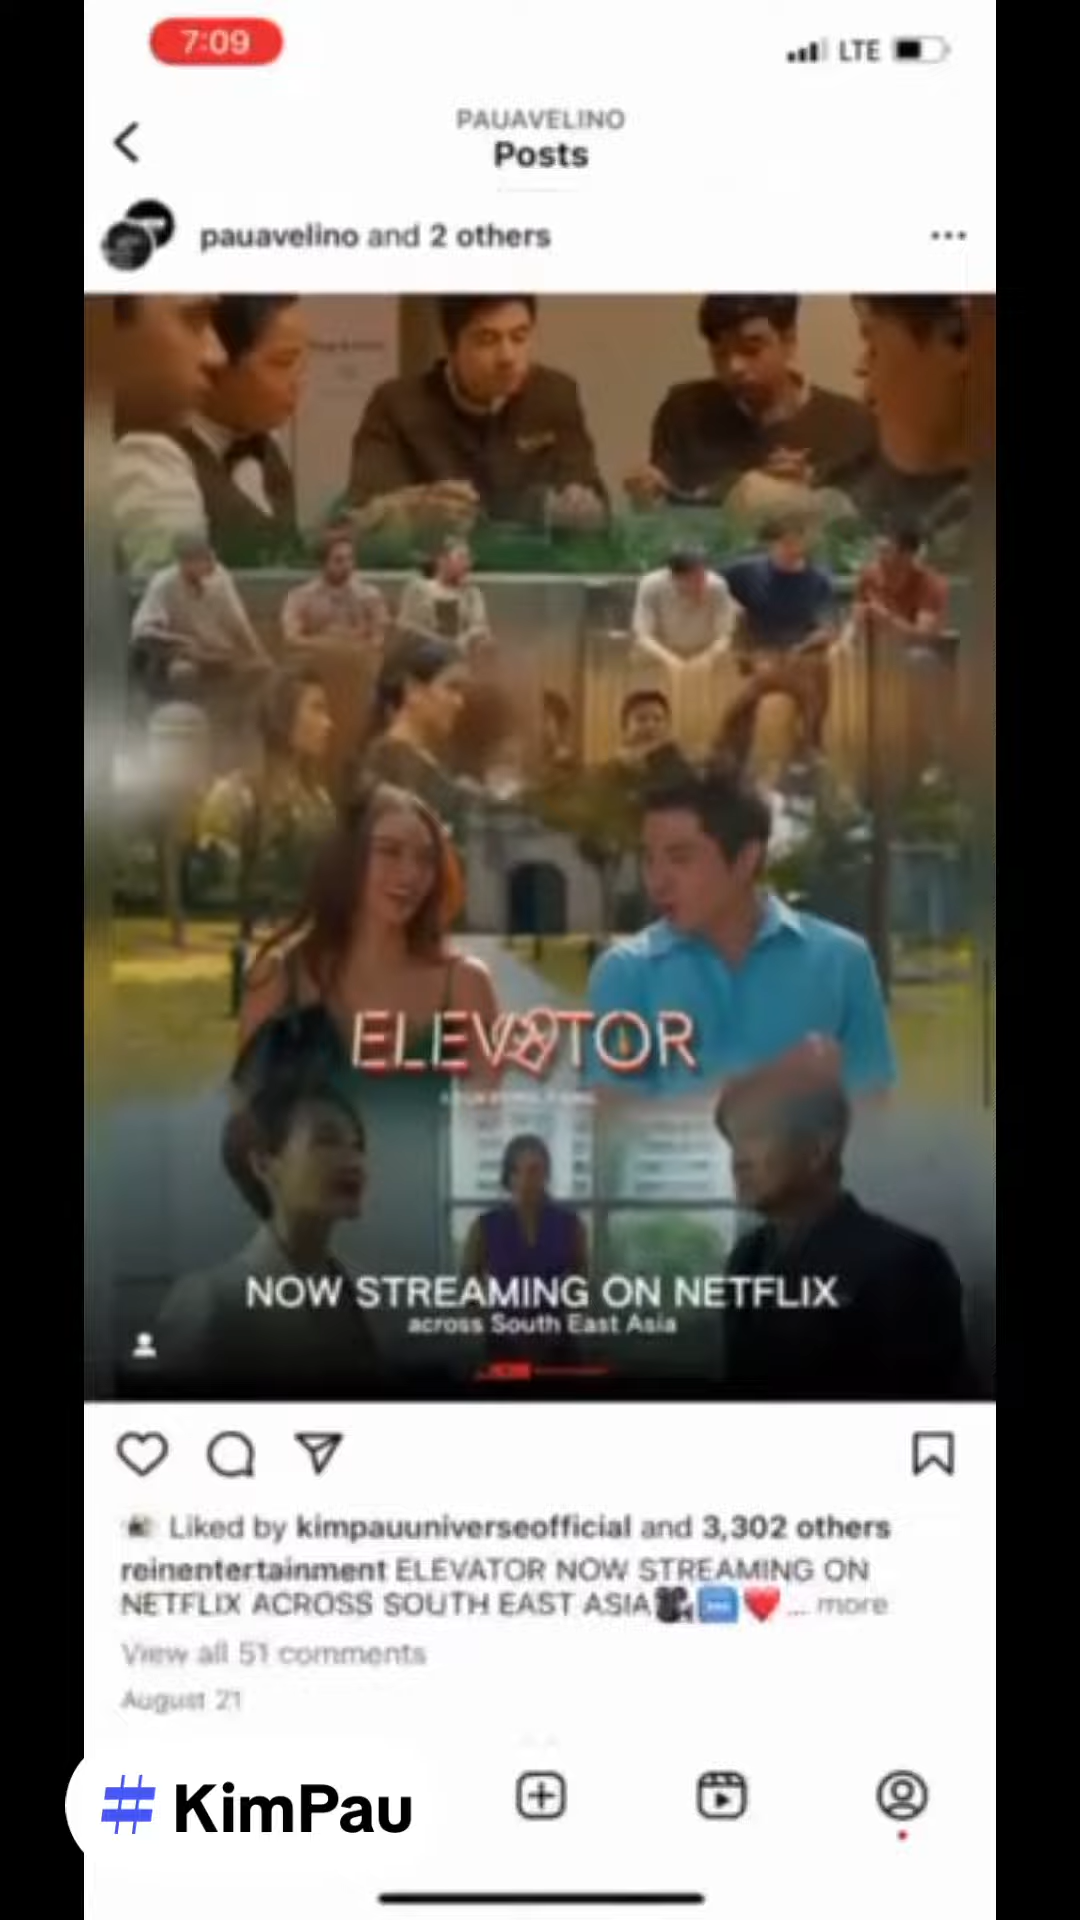 7:09
LTE
PAUAVELINO
Posts
pauavelino and 2 others
ELEVATOR
NOW STREAMING ON NETFLIX
across South East Asia
Liked by kimpauuniverseofficial and 3,302 others
reinentertainment ELEVATOR NOW STREAMING ON
NETFLIX ACROSS SOUTH EAST ASIA🎥🔤❤️ ... more
View all 51 comments
August 21
# KimPau